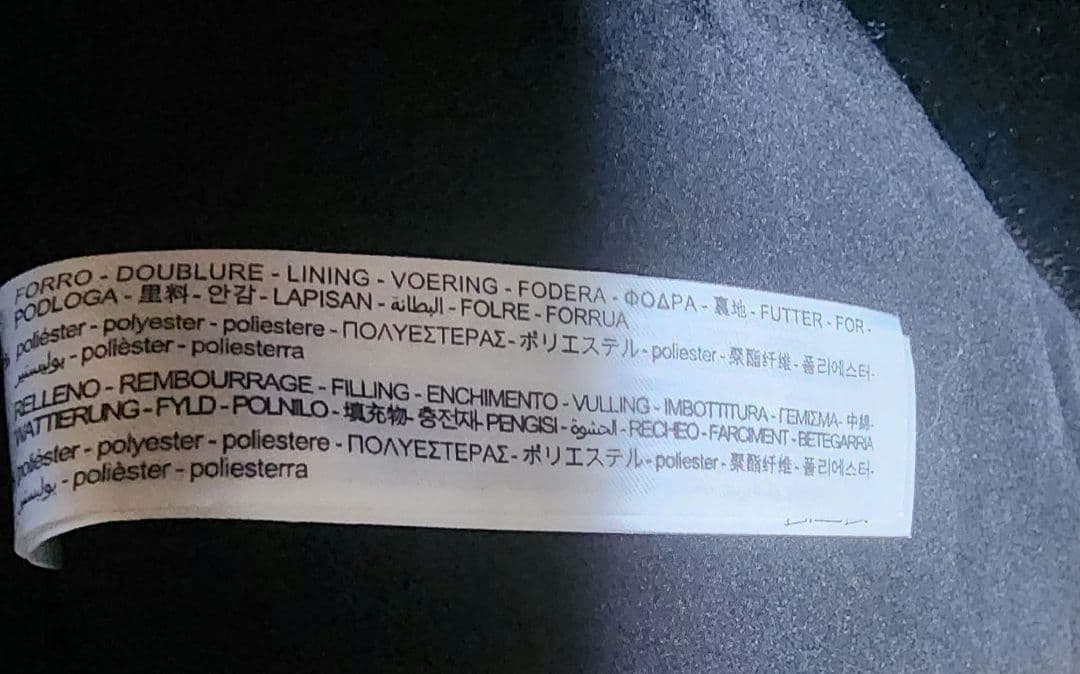 FORRO - DOUBLURE - LINING - VOERING - FODERA - ΦΟΔΡΑ - 裏地 - FUTTER - FOR-
PODLOGA - 里料 - 안감 - LAPISAN - البطانة - FOLRE - FORRUA
poliéster - polyester - poliestere - ΠΟΛΥΕΣΤΕΡΑΣ - ポリエステル - poliester - 聚酯纤维 - 폴리에스터-
بوليستير - polièster - poliesterra
RELLENO - REMBOURRAGE - FILLING - ENCHIMENTO - VULLING - IMBOTTITURA - ΓΕΜΙΣΜΑ - 中綿-
WATTIERUNG - FYLD - POLNILO - 填充物 - 충전재 PENGISI - الحشوة - RECHEO - FARCIMENT - BETEGARRIA
poliéster - polyester - poliestere - ΠΟΛΥΕΣΤΕΡΑΣ - ポリエステル - poliester - 聚酯纤维 - 폴리에스터-
بوليستير - polièster - poliesterra